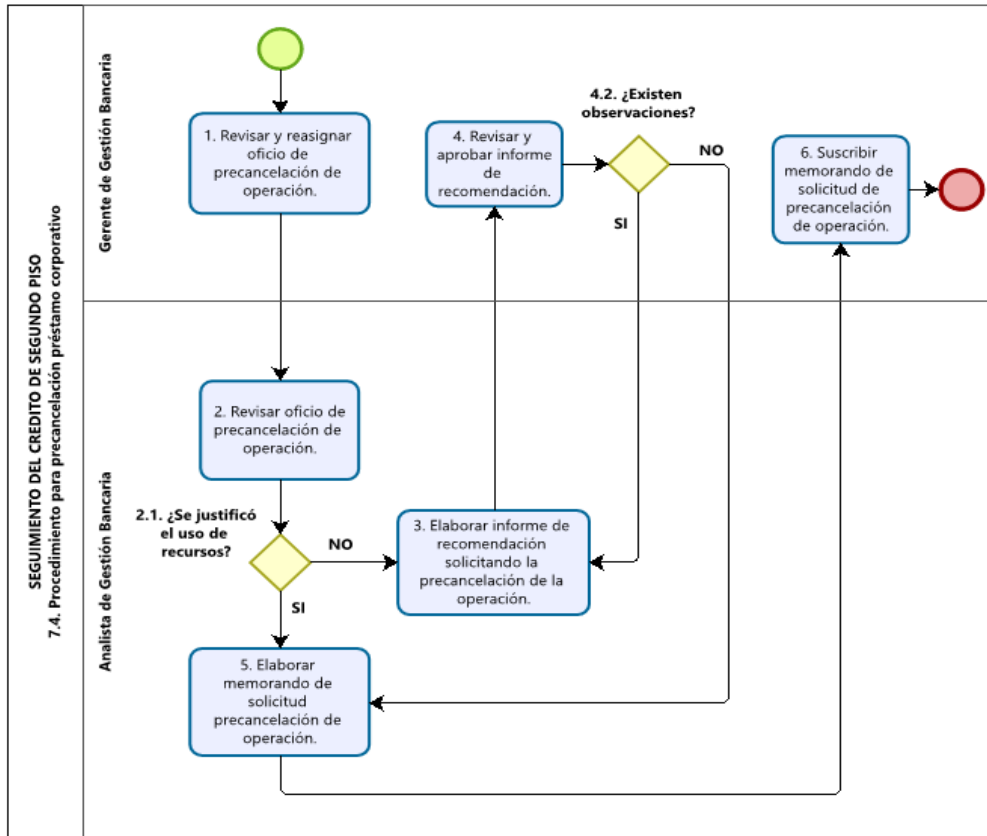 SEGUIMIENTO DEL CREDITO DE SEGUNDO PISO
7.4. Procedimiento para precancelación préstamo corporativo
Gerente de Gestión Bancaria
1. Revisar y reasignar
oficio de
precancelación de
operación.
4. Revisar y
aprobar informe
de
recomendación.
4.2. ¿Existen
observaciones?
NO
SI
6. Suscribir
memorando de
solicitud de
precancelación
de operación.
Analista de Gestión Bancaria
2. Revisar oficio de
precancelación de
operación.
2.1. ¿Se justificó
el uso de
recursos?
NO
SI
3. Elaborar informe de
recomendación
solicitando la
precancelación de la
operación.
5. Elaborar
memorando de
solicitud
precancelación de
operación.